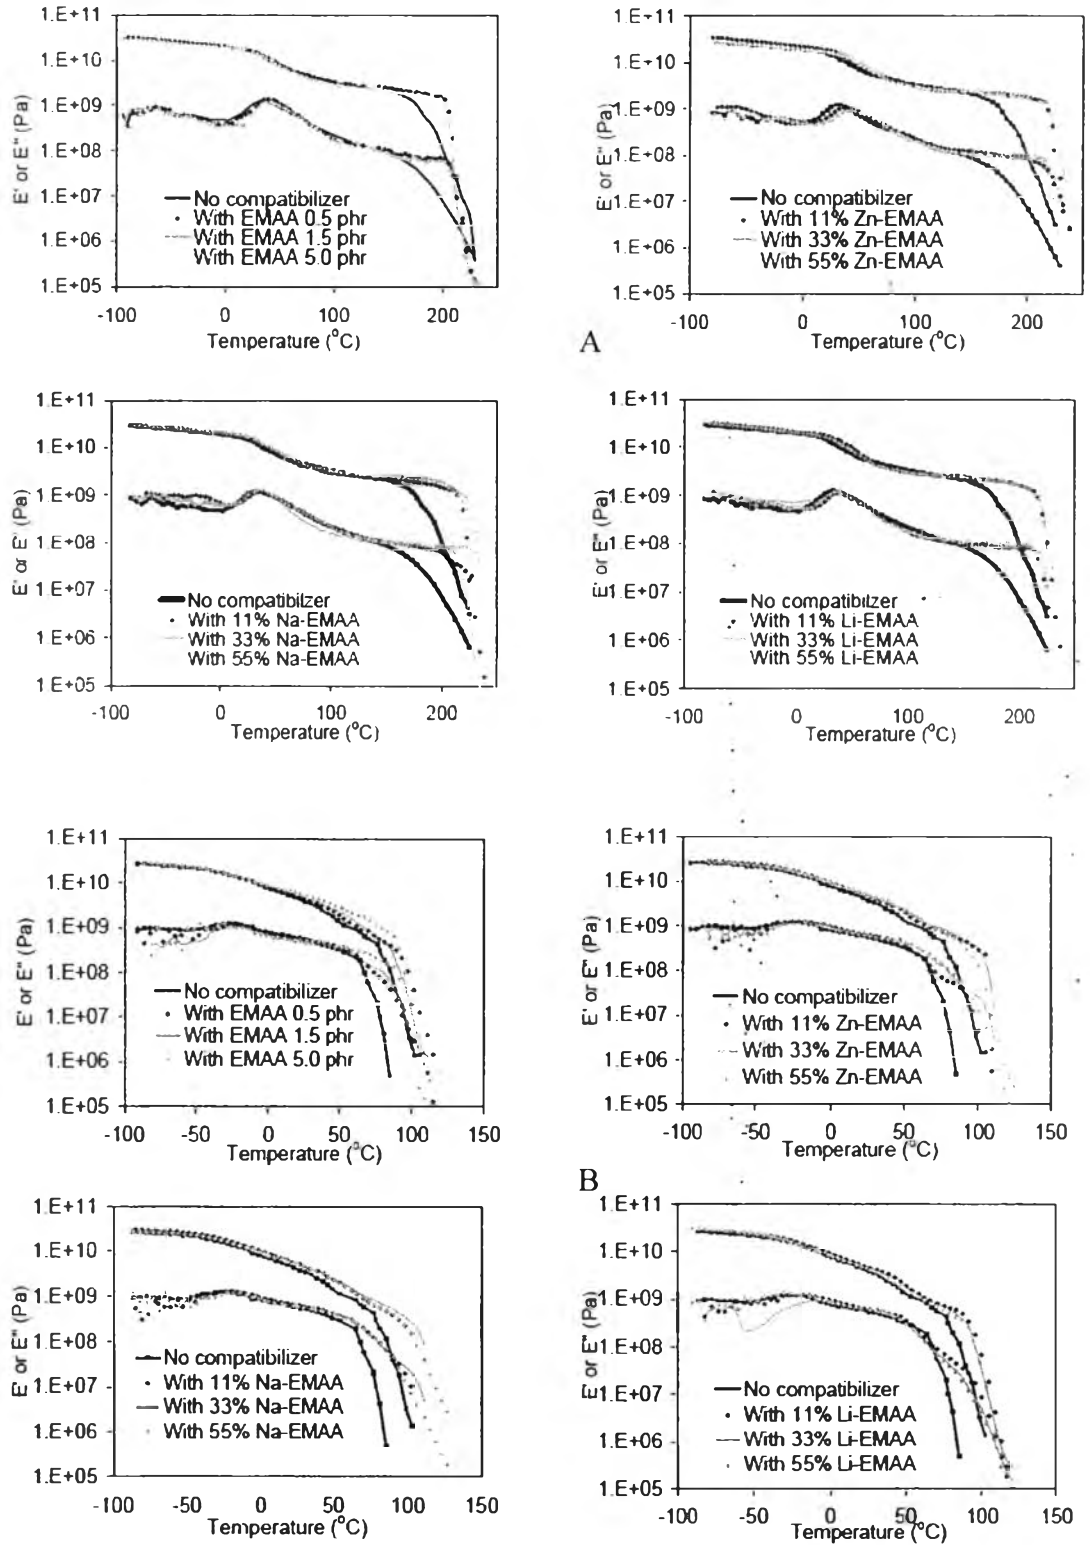 1.E+11
1.E+10
1.E+09
1.E+08
1.E+07
1.E+06
1.E+05
E' or E" (Pa)
No compatibilizer
With EMAA 0.5 phr
With EMAA 1.5 phr
With EMAA 5.0 phr
-100 0 100 200
Temperature (°C)
1.E+11
1.E+10
1.E+09
1.E+08
1.E+07
1.E+06
1.E+05
E' or E" (Pa)
No compatibilizer
With 11% Zn-EMAA
With 33% Zn-EMAA
With 55% Zn-EMAA
-100 0 100 200
Temperature (°C)
A
1.E+11
1.E+10
1.E+09
1.E+08
1.E+07
1.E+06
1.E+05
E' or E" (Pa)
No compatibilzer
With 11% Na-EMAA
With 33% Na-EMAA
With 55% Na-EMAA
-100 0 100 200
Temperature (°C)
1.E+11
1.E+10
1.E+09
1.E+08
1.E+07
1.E+06
1.E+05
E' or E" (Pa)
No compatibilizer
With 11% Li-EMAA
With 33% Li-EMAA
With 55% Li-EMAA
-100 0 100 200
Temperature (°C)
1.E+11
1.E+10
1.E+09
1.E+08
1.E+07
1.E+06
1.E+05
E' or E" (Pa)
No compatibilizer
With EMAA 0.5 phr
With EMAA 1.5 phr
With EMAA 5.0 phr
-100 -50 0 50 100 150
Temperature (°C)
1.E+11
1.E+10
1.E+09
1.E+08
1.E+07
1.E+06
1.E+05
E' or E" (Pa)
No compatibilizer
With 11% Zn-EMAA
With 33% Zn-EMAA
With 55% Zn-EMAA
-100 -50 0 50 100 150
Temperature (°C)
B
1.E+11
1.E+10
1.E+09
1.E+08
1.E+07
1.E+06
1.E+05
E' or E" (Pa)
No compatibilizer
With 11% Na-EMAA
With 33% Na-EMAA
With 55% Na-EMAA
-100 -50 0 50 100 150
Temperature (°C)
1.E+11
1.E+10
1.E+09
1.E+08
1.E+07
1.E+06
1.E+05
E' or E" (Pa)
No compatibilizer
With 11% Li-EMAA
With 33% Li-EMAA
With 55% Li-EMAA
-100 -50 0 50 100 150
Temperature (°C)